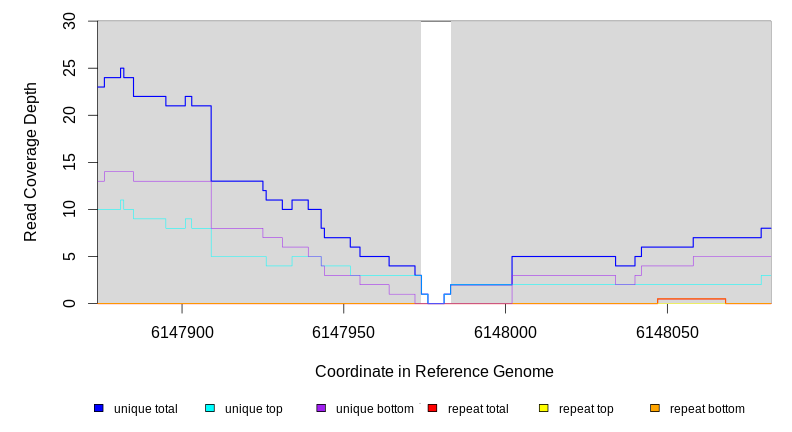 30
25
20
15
10
5
0
Read Coverage Depth
6147900 6147950 6148000 6148050
Coordinate in Reference Genome
unique total unique top unique bottom repeat total repeat top repeat bottom